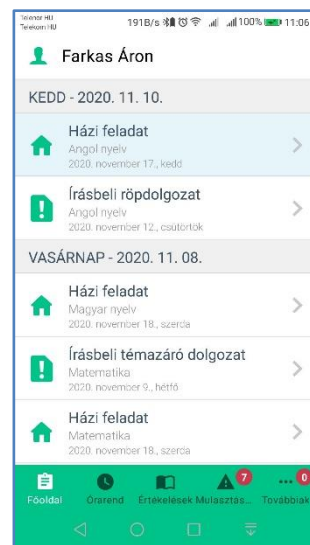 Telenor HU
Telekom HU
191B/s 100% 11:06
Farkas Áron
KEDD - 2020. 11. 10.
Házi feladat
Angol nyelv
2020. november 17., kedd
Írásbeli röpdolgozat
Angol nyelv
2020. november 12., csütörtök
VASÁRNAP - 2020. 11. 08.
Házi feladat
Magyar nyelv
2020. november 18., szerda
Írásbeli témazáró dolgozat
Matematika
2020. november 9., hétfő
Házi feladat
Matematika
2020. november 18., szerda
7 0
Főoldal Órarend Értékelések Mulasztás... Továbbiak